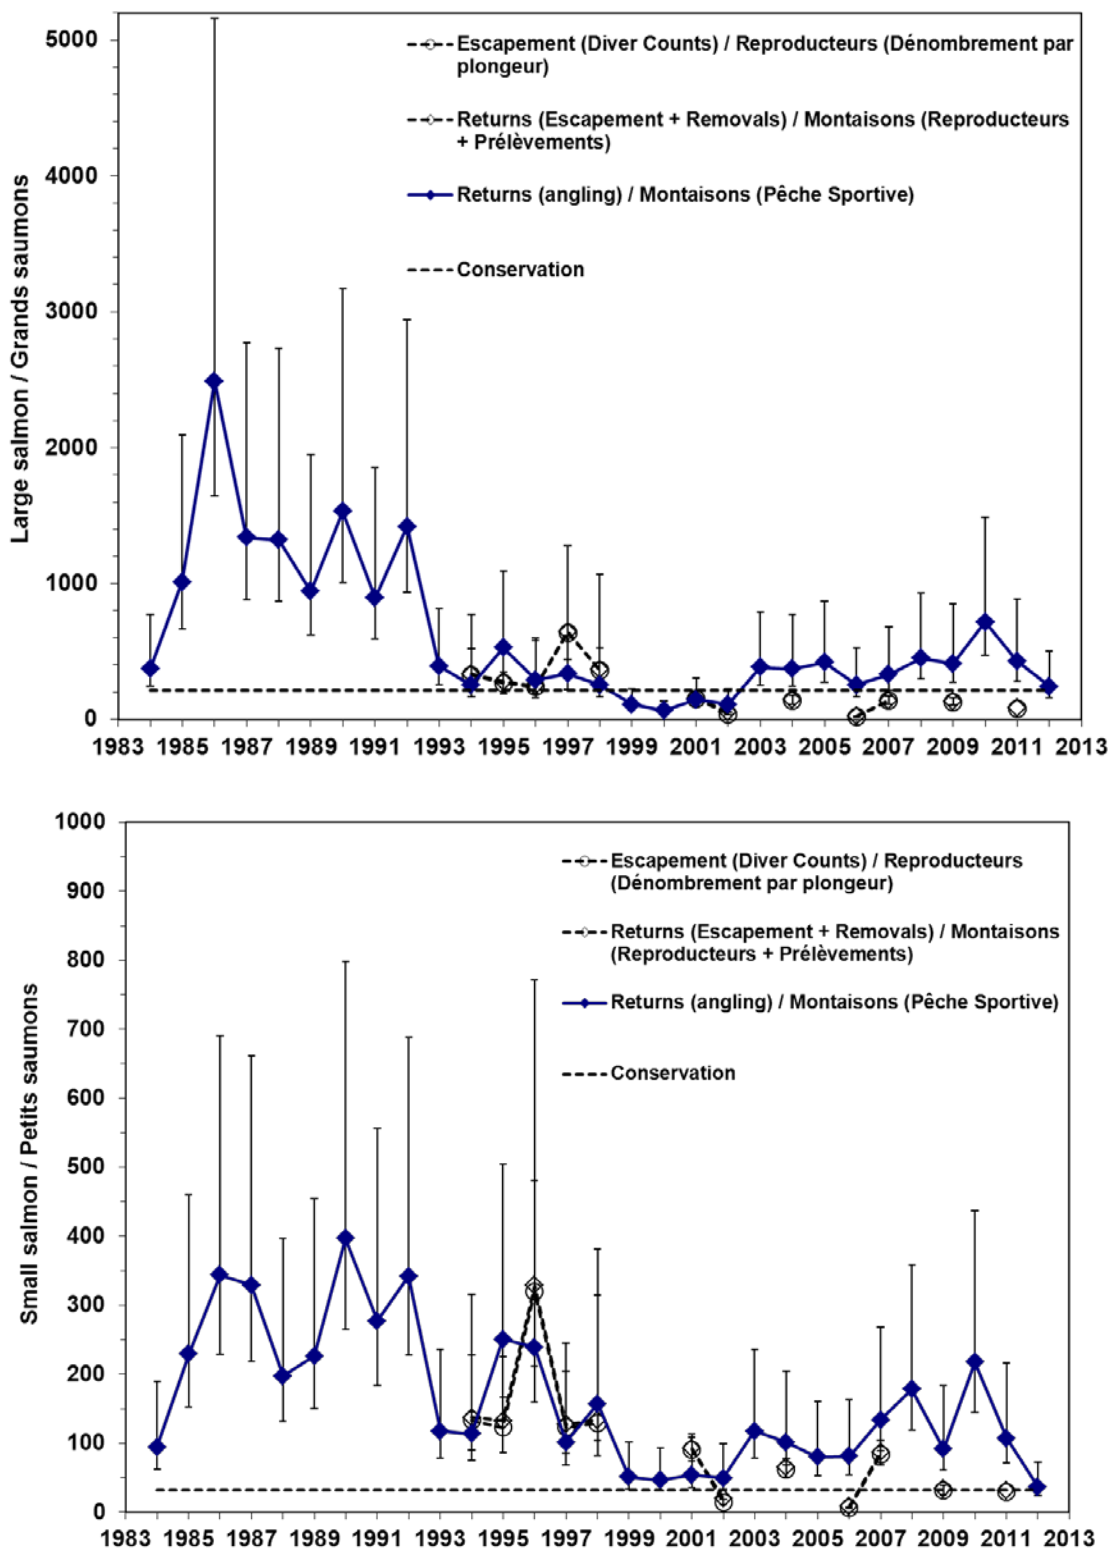 Large salmon / Grands saumons
5000
4000
3000
2000
1000
0
Escapement (Diver Counts) / Reproducteurs (Dénombrement par
plongeur)
Returns (Escapement + Removals) / Montaisons (Reproducteurs
+ Prélèvements)
Returns (angling) / Montaisons (Pêche Sportive)
Conservation
1983 1985 1987 1989 1991 1993 1995 1997 1999 2001 2003 2005 2007 2009 2011 2013
Small salmon / Petits saumons
1000
900
800
700
600
500
400
300
200
100
0
Escapement (Diver Counts) / Reproducteurs
(Dénombrement par plongeur)
Returns (Escapement + Removals) / Montaisons
(Reproducteurs + Prélèvements)
Returns (angling) / Montaisons (Pêche Sportive)
Conservation
1983 1985 1987 1989 1991 1993 1995 1997 1999 2001 2003 2005 2007 2009 2011 2013